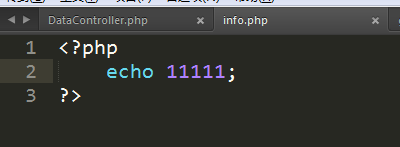 DataController.php × info.php ×
1 <?php
2 echo 11111;
3 ?>